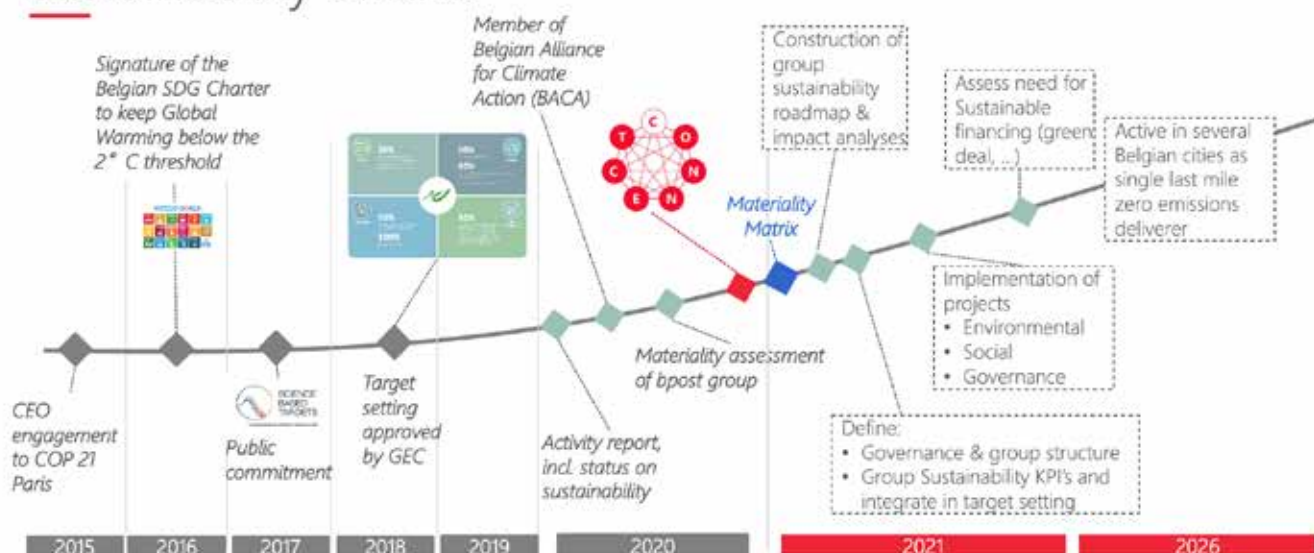 Signature of the
Belgian SDG Charter
to keep Global
Warming below the
2° C threshold
Member of
Belgian Alliance
for Climate
Action (BACA)
C
O
N
N
E
C
T
Materiality
Matrix
Construction of
group
sustainability
roadmap &
impact analyses
Assess need for
Sustainable
financing (green
deal, ...)
Active in several
Belgian cities as
single last mile
zero emissions
deliverer
CEO
engagement
to COP 21
Paris
SCIENCE
BASED
TARGETS
Public
commitment
Target
setting
approved
by GEC
Activity report,
incl. status on
sustainability
Materiality assessment
of bpost group
Implementation of
projects
• Environmental
• Social
• Governance
Define:
• Governance & group structure
• Group Sustainability KPI's and
integrate in target setting
2015
2016
2017
2018
2019
2020
2021
2026